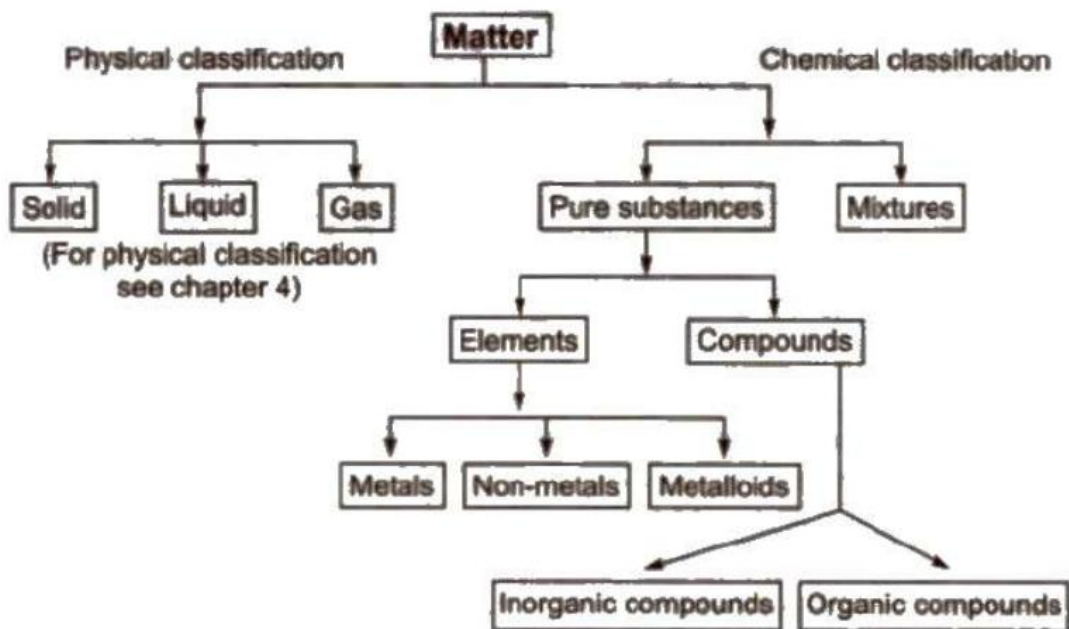 Matter
Physical classification
Chemical classification
Solid
Liquid
Gas
Pure substances
Mixtures
(For physical classification
see chapter 4)
Elements
Compounds
Metals
Non-metals
Metalloids
Inorganic compounds
Organic compounds